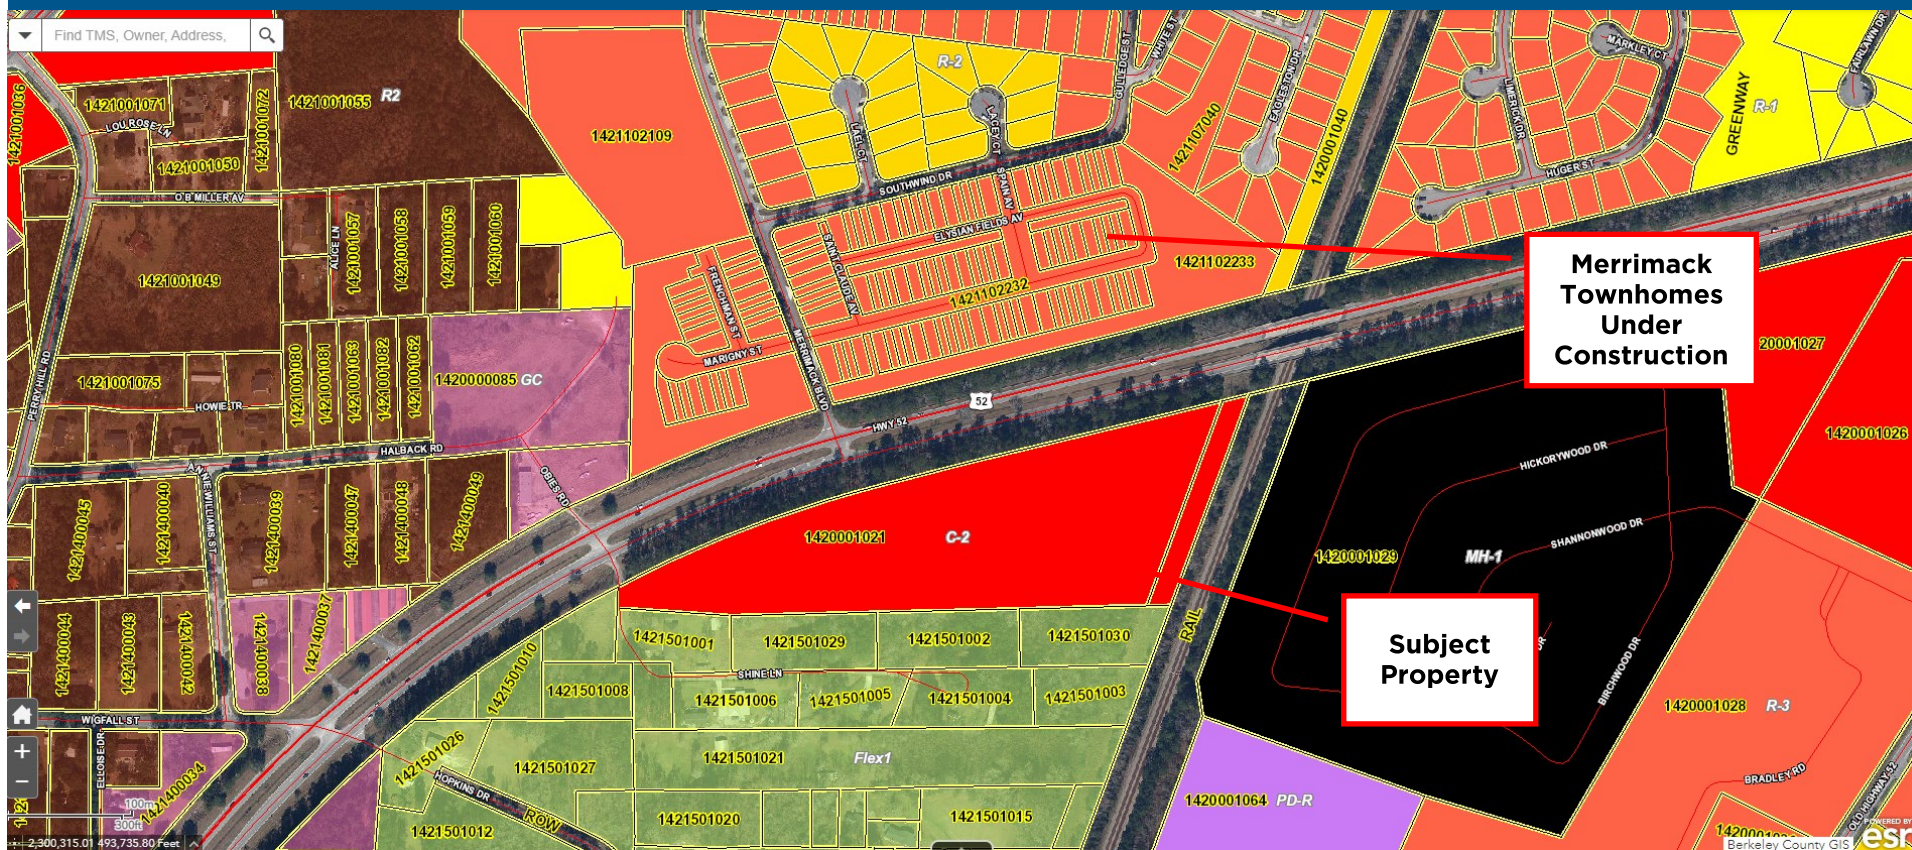 Find TMS, Owner, Address,
1421001036
1421001071
LOU ROSE LN
1421001050
1421001072
1421001055 R2
1421102109
R-2
LAEL CT
LACEY CT
GULLEDGE ST
WHITE ST
EAGLESTON DR
1421107040
1420001040
LIMERICK DR
MARKLEY CT
HUGER ST
GREENWAY
R-1
FAIRLAWN DR
O B MILLER AV
SOUTHWIND DR
SPAIN AV
ELYSIAN FIELDS AV
SAINT CLAUDE AV
FRENCHMAN ST
1421102232
1421102233
MARIGNY ST
MERRIMACK BLVD
Merrimack
Townhomes
Under
Construction
1421001049
ALICE LN
1421001057
1421001058
1421001059
1421001060
PERRY HILL RD
1421001075
HOWIE TR
1421001080
1421001081
1421001063
1421001082
1421001062
1420000085 GC
HALBACK RD
OBIES RD
HWY 52
52
20001027
1420001026
HICKORYWOOD DR
SHANNONWOOD DR
1420001029
MH-1
BIRCHWOOD DR
DR
1420001021
C-2
RAIL
Subject
Property
1421400045
1421400040
ANNIE WILLIAMS ST
1421400039
1421400047
1421400048
1421400049
1421400044
1421400043
1421400042
1421400038
1421400037
WIGFALL ST
ELLOISE DR
1421400034
1421501001
1421501029
1421501002
1421501030
SHINE LN
1421501010
1421501008
1421501006
1421501005
1421501004
1421501003
1421501026
1421501027
1421501021
Flex1
HOPKINS DR
ROW
1421501012
1421501020
1421501015
1420001064 PD-R
1420001028 R-3
BRADLEY RD
OLD HIGHWAY 52
100m
300ft
2,300,315.01 493,735.80 Feet
Berkeley County GIS
POWERED BY
esri